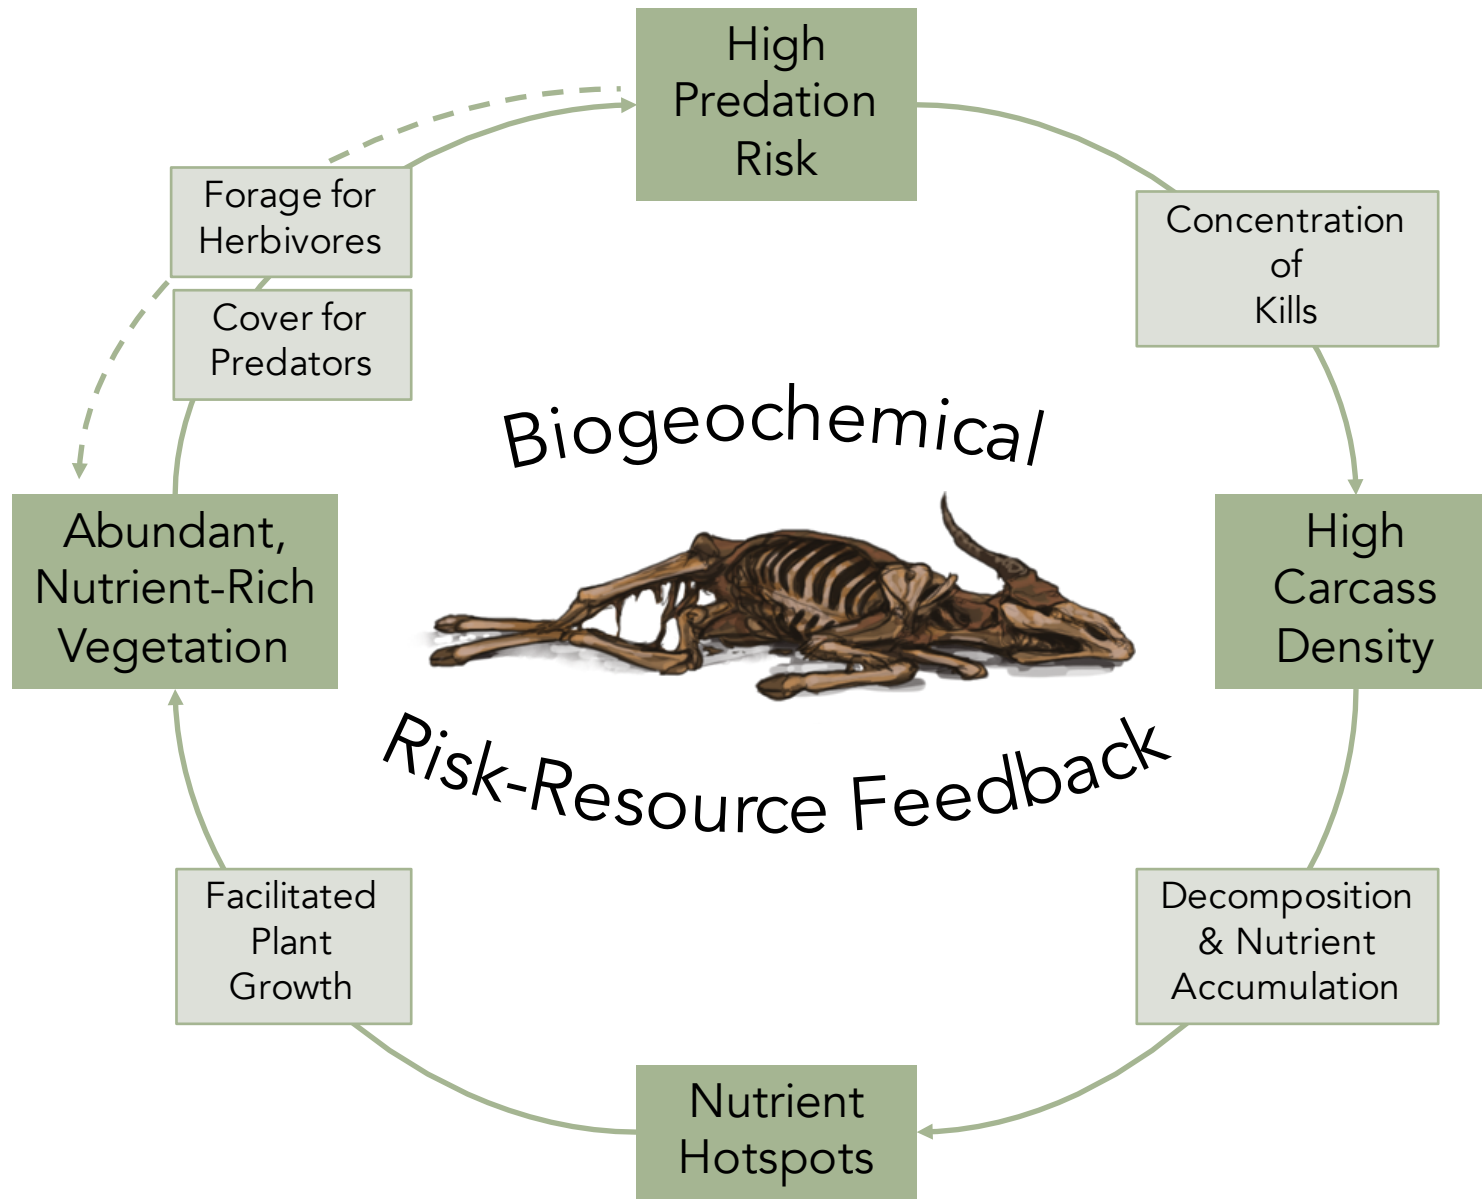 High
Predation
Risk
Forage for
Herbivores
Cover for
Predators
Concentration
of
Kills
Biogeochemical
Abundant,
Nutrient-Rich
Vegetation
High
Carcass
Density
Risk-Resource Feedback
Facilitated
Plant
Growth
Decomposition
& Nutrient
Accumulation
Nutrient
Hotspots